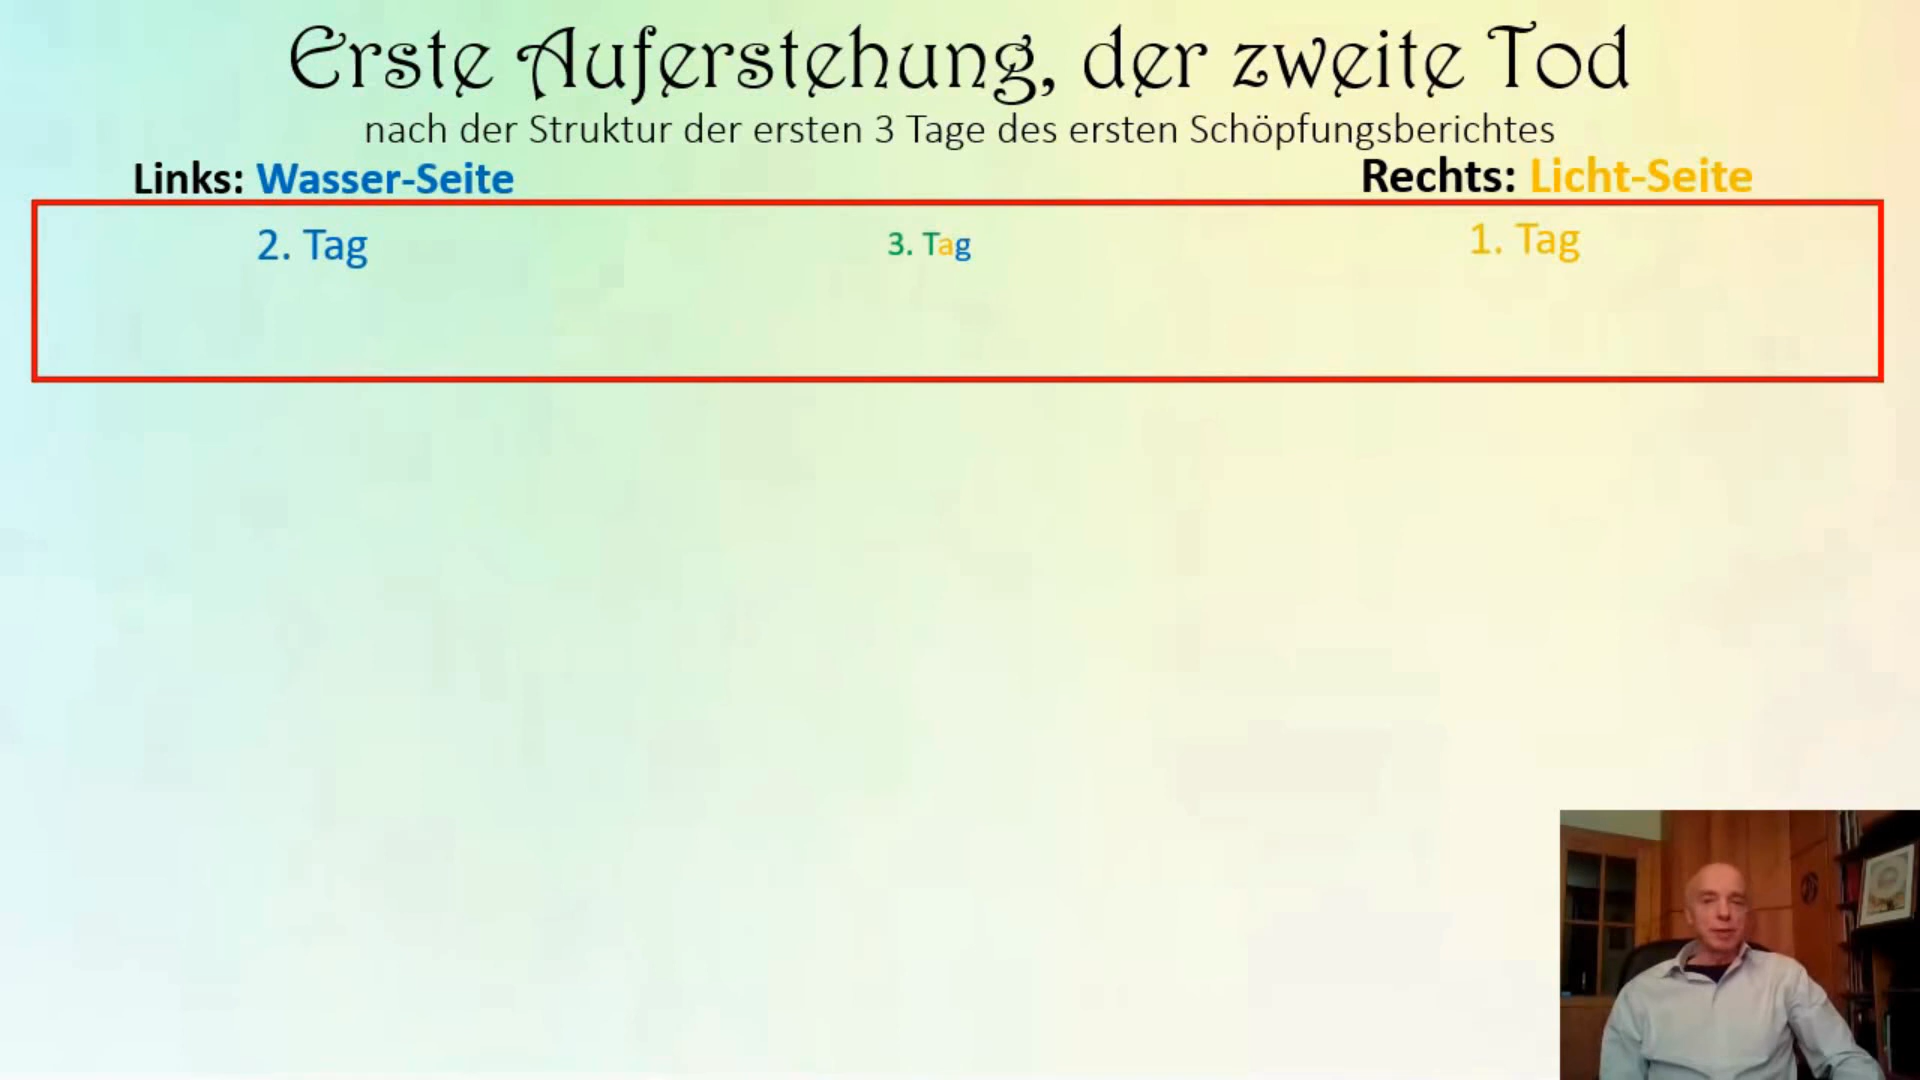 Erste Auferstehung, der zweite Tod
nach der Struktur der ersten 3 Tage des ersten Schöpfungsberichtes
Links: Wasser-Seite
Rechts: Licht-Seite
2. Tag
3. Tag
1. Tag